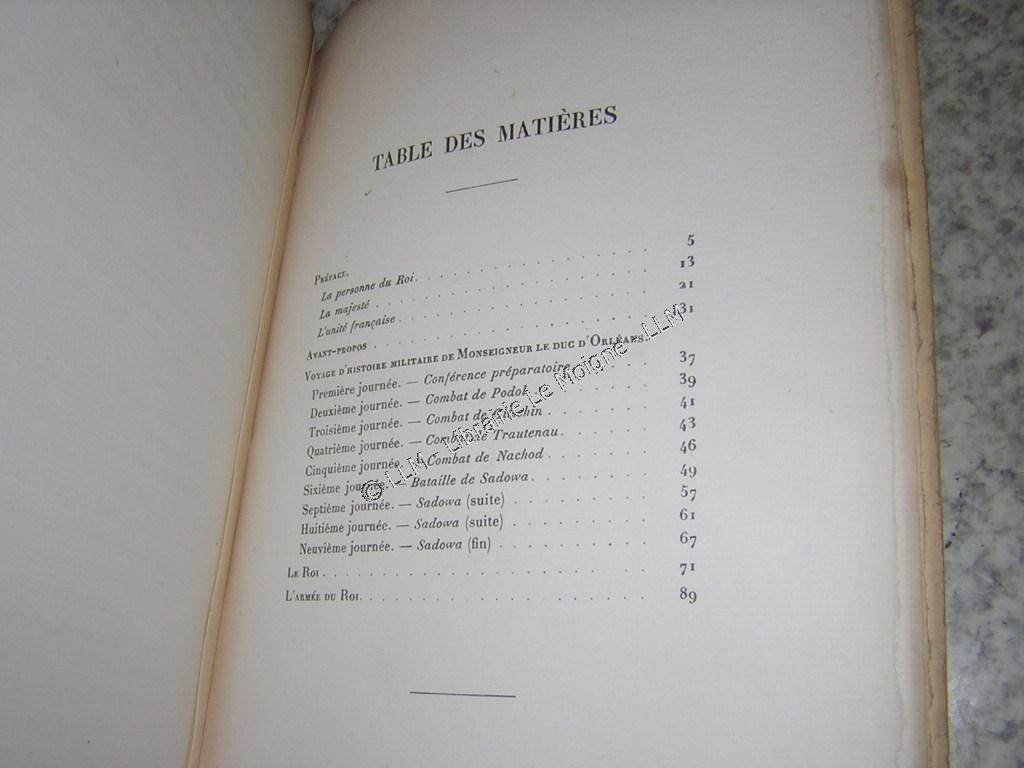 TABLE DES MATIÈRES
Préface.
La personne du Roi. 5
La majesté 13
L'unité française 21
Avant-propos 31
Voyage d'histoire militaire de Monseigneur le duc d'Orléans.
Première journée. — Conférence préparatoire 37
Deuxième journée. — Combat de Podok 39
Troisième journée. — Combat de 41
Quatrième journée. — Combat de Trautenau. 43
Cinquième journée. — Combat de Nachod 46
Sixième journée. — Bataille de Sadowa. 49
Septième journée. — Sadowa (suite) 57
Huitième journée. — Sadowa (suite) 61
Neuvième journée. — Sadowa (fin) 67
Le Roi. 71
L'armée du Roi. 89
© LLM - Librairie Le Moigne - LLM